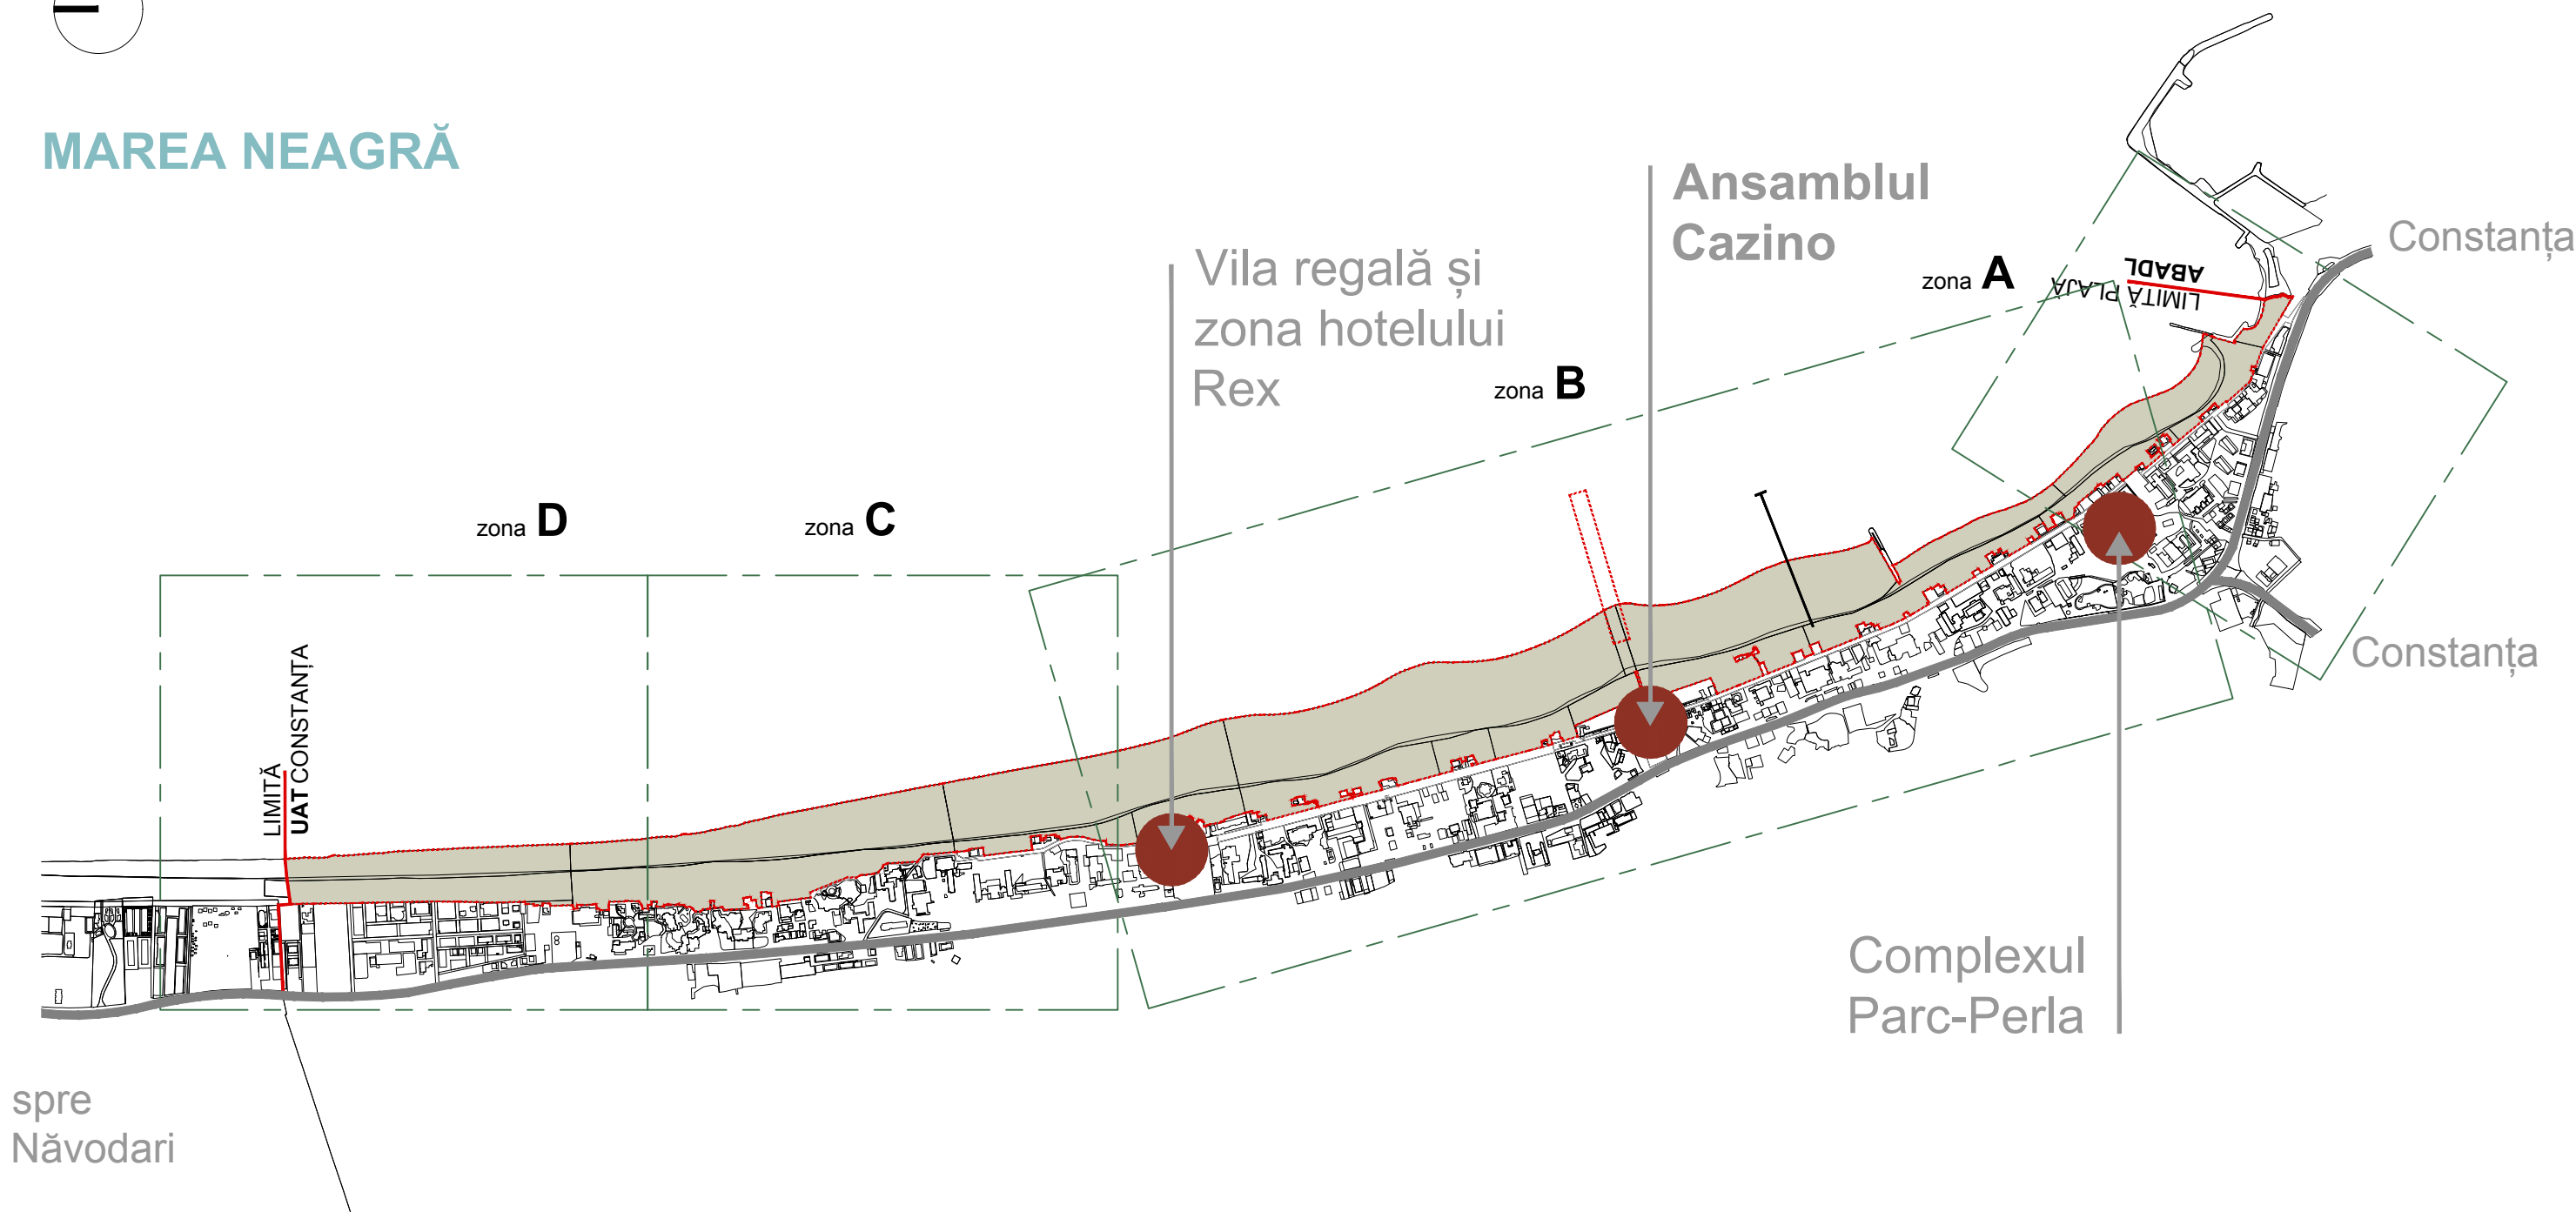 MAREA NEAGRĂ
Ansamblul
Cazino
Constanța
Vila regală și
zona hotelului
Rex
zona A
LIMITĂ PLAJĂ
ABADL
zona B
zona D
zona C
LIMITĂ
UAT CONSTANȚA
Constanța
Complexul
Parc-Perla
spre
Năvodari